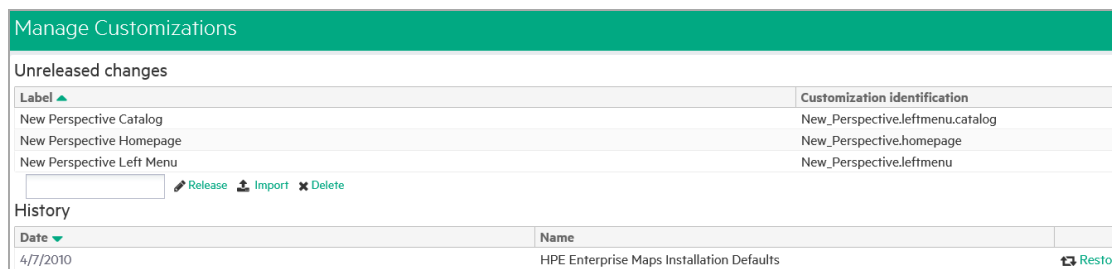 Manage Customizations
Unreleased changes
Label Customization identification
New Perspective Catalog New_Perspective.leftmenu.catalog
New Perspective Homepage New_Perspective.homepage
New Perspective Left Menu New_Perspective.leftmenu
Release Import Delete
History
Date Name
4/7/2010 HPE Enterprise Maps Installation Defaults Resto